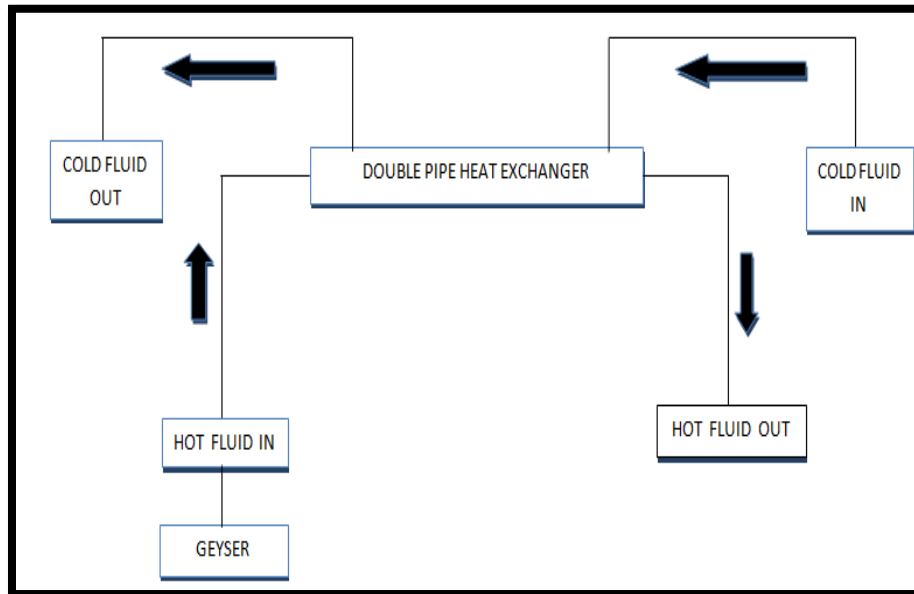 COLD FLUID
OUT
DOUBLE PIPE HEAT EXCHANGER
COLD FLUID
IN
HOT FLUID IN
HOT FLUID OUT
GEYSER